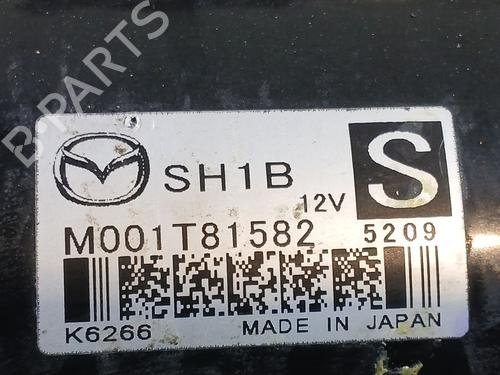 B-PARTS
SH1B 12V S
M001T81582 5209
K6266 MADE IN JAPAN